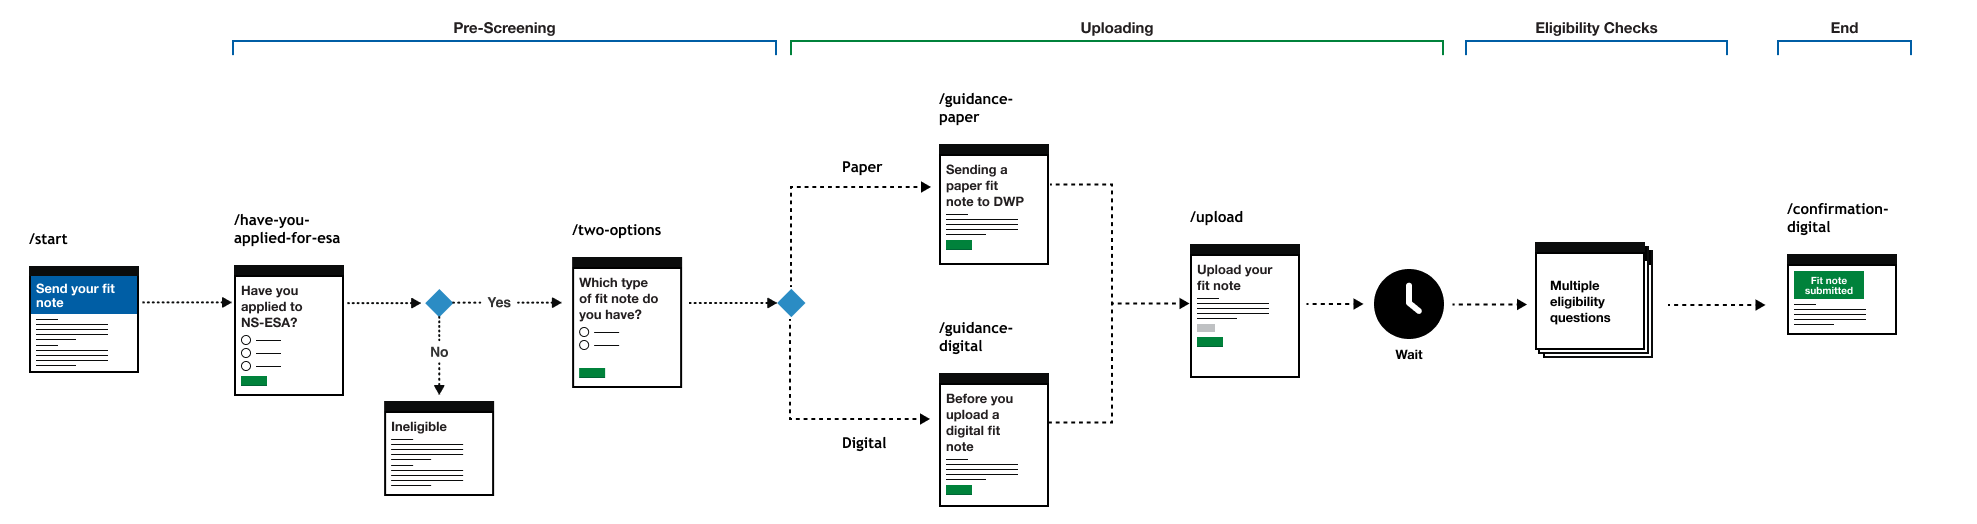 Pre-Screening
Uploading
Eligibility Checks
End
/start
Send your fit
note
/have-you-
applied-for-esa
Have you
applied to
NS-ESA?
Yes
No
Ineligible
/two-options
Which type
of fit note do
you have?
Paper
/guidance-
paper
Sending a
paper fit
note to DWP
Digital
/guidance-
digital
Before you
upload a
digital fit
note
/upload
Upload your
fit note
Wait
Multiple
eligibility
questions
/confirmation-
digital
Fit note
submitted